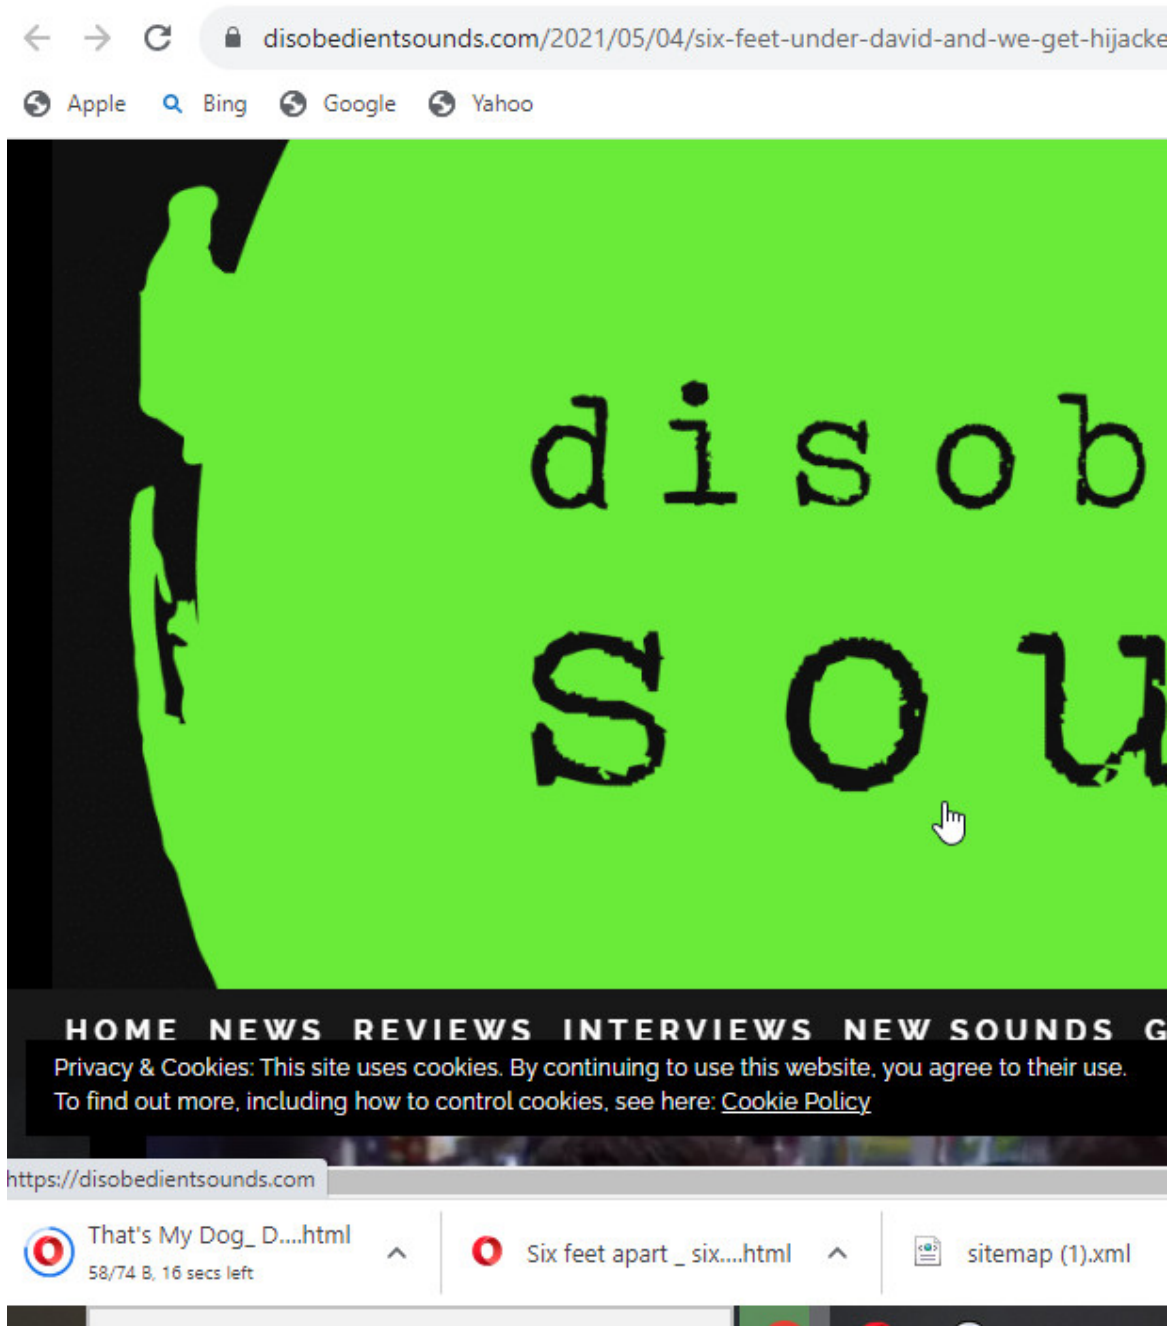 disobedientsounds.com/2021/05/04/six-feet-under-david-and-we-get-hijacke
Apple Bing Google Yahoo
disob
sou
HOME NEWS REVIEWS INTERVIEWS NEW SOUNDS G
Privacy & Cookies: This site uses cookies. By continuing to use this website, you agree to their use.
To find out more, including how to control cookies, see here: Cookie Policy
https://disobedientsounds.com
That's My Dog_ D....html
58/74 B, 16 secs left
Six feet apart _ six....html
sitemap (1).xml